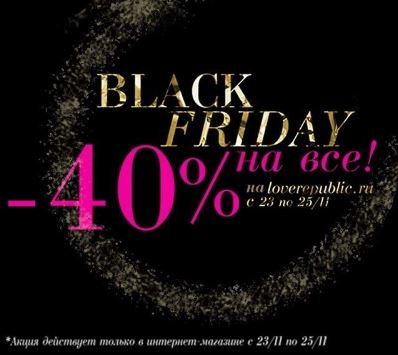 BLACK
FRIDAY
-40% на все!
на loverepublic.ru
с 23 по 25/11
*Акция действует только в интернет-магазине с 23/11 по 25/11